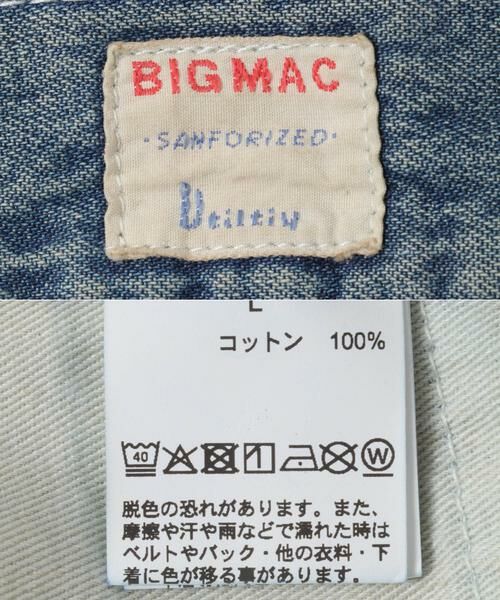 BIG MAC
·SANFORIZED·
Utiltiy
L
コットン 100%
40 W
脱色の恐れがあります。また、
摩擦や汗や雨などで濡れた時は
ベルトやバック・他の衣料・下
着に色が移る事があります。